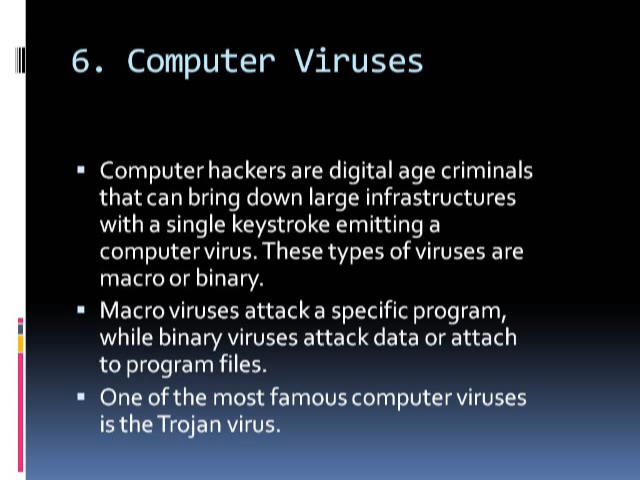 6. Computer Viruses
▪ Computer hackers are digital age criminals
that can bring down large infrastructures
with a single keystroke emitting a
computer virus. These types of viruses are
macro or binary.
▪ Macro viruses attack a specific program,
while binary viruses attack data or attach
to program files.
▪ One of the most famous computer viruses
is the Trojan virus.